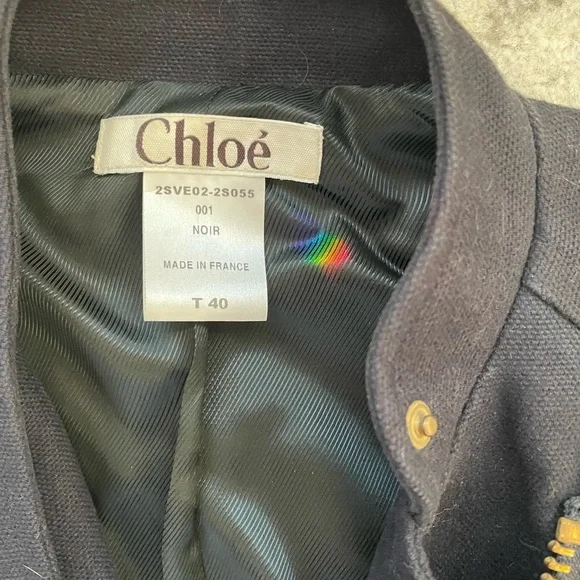 Chloé
2SVE02-2S055
001
NOIR
MADE IN FRANCE
T 40